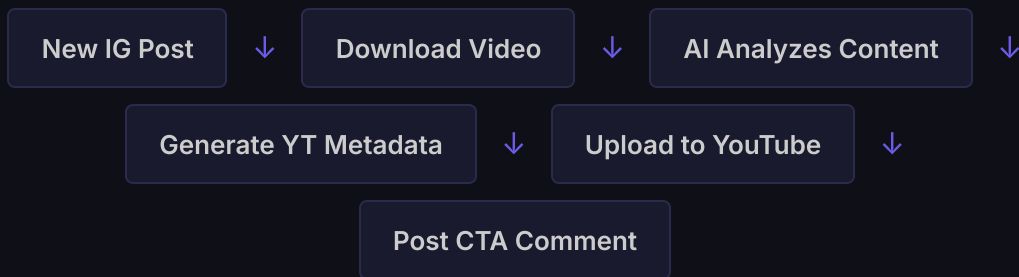 New IG Post ↓ Download Video ↓ AI Analyzes Content ↓
Generate YT Metadata ↓ Upload to YouTube ↓
Post CTA Comment